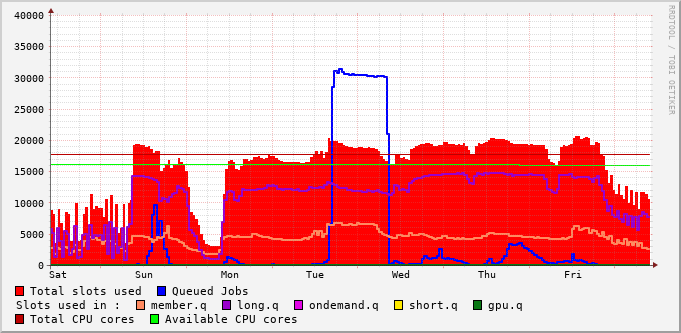 40000
35000
30000
25000
20000
15000
10000
5000
0
Sat Sun Mon Tue Wed Thu Fri
RRDTOOL / TOBI OETIKER
Total slots used Queued Jobs
Slots used in : member.q long.q ondemand.q short.q gpu.q
Total CPU cores Available CPU cores